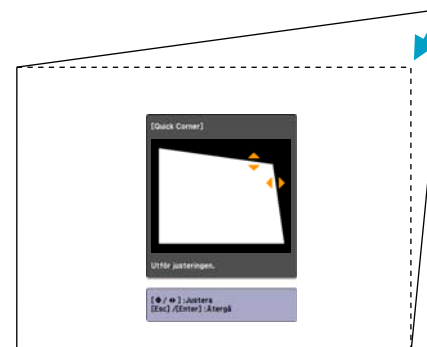 [Quick Corner]
Utför justeringen.
[ / ] :Justera
[Esc] /[Enter] :Återgå